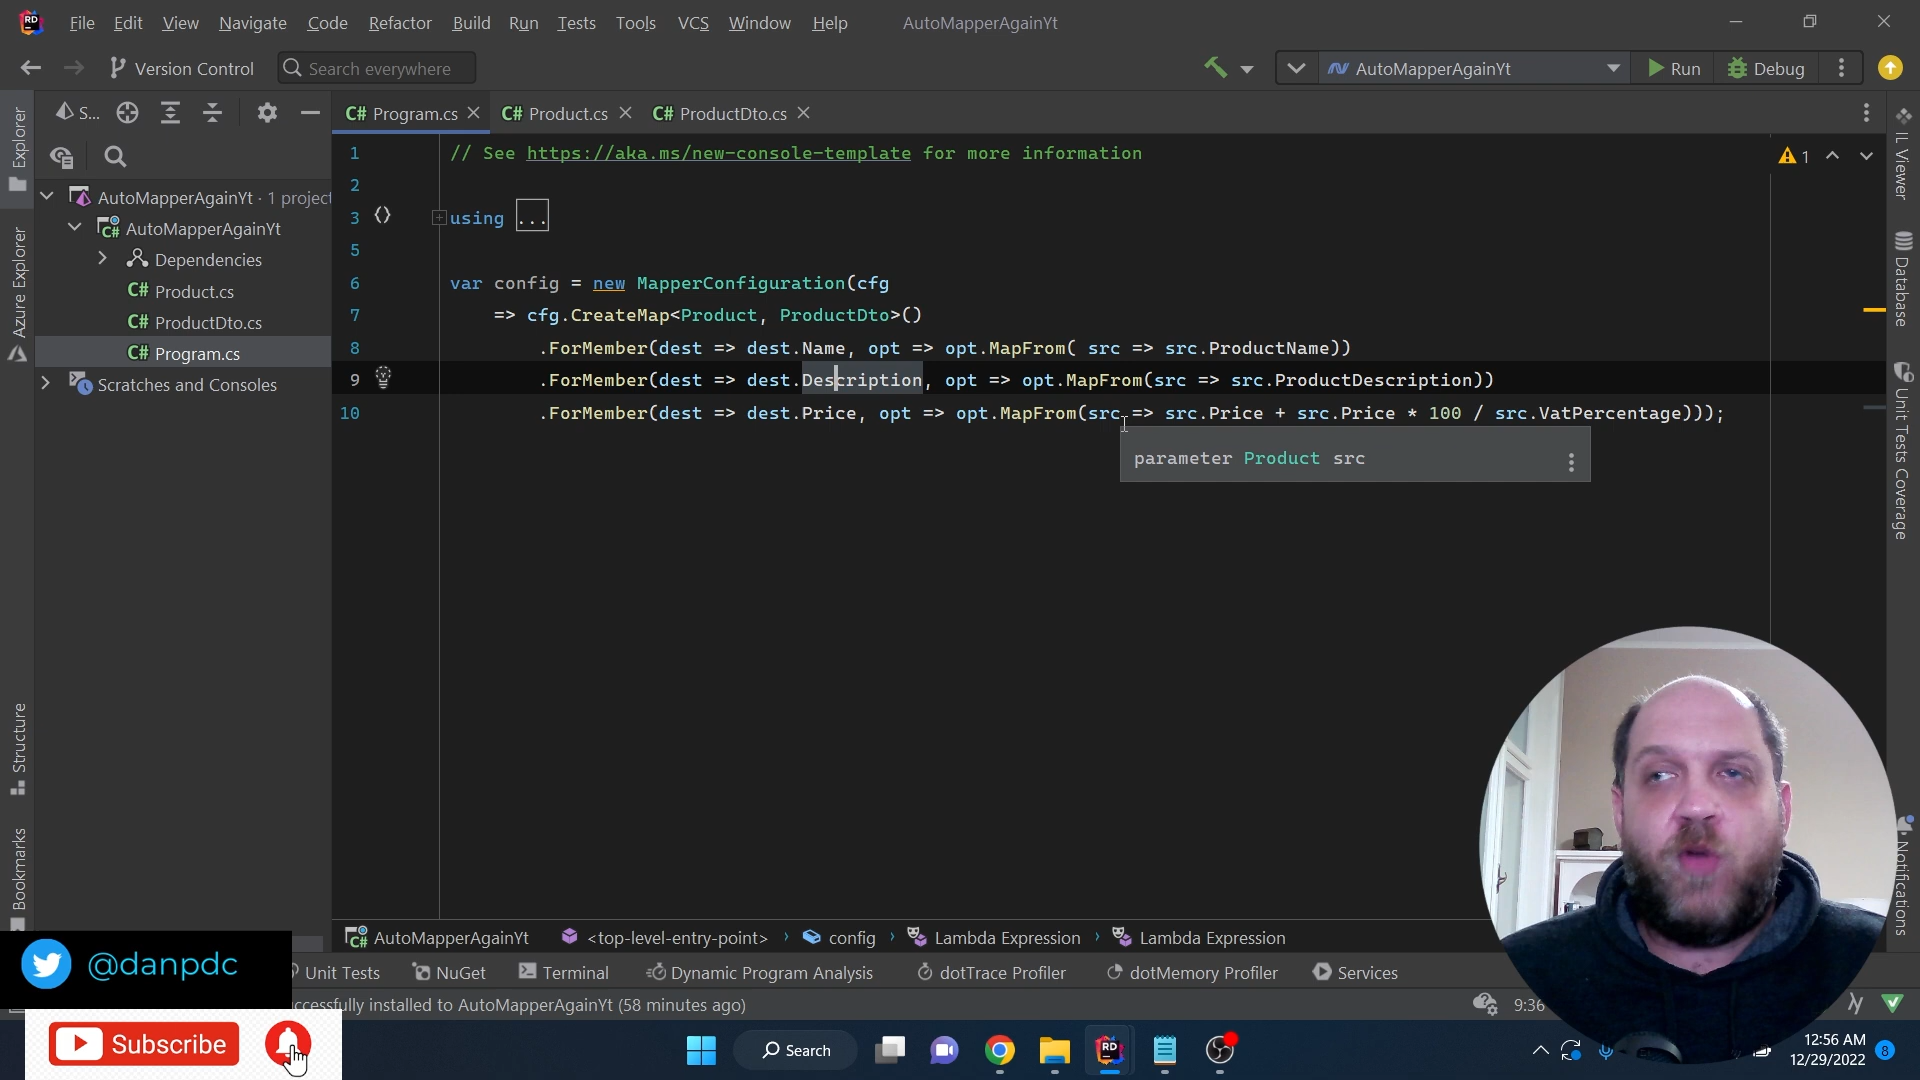 File Edit View Navigate Code Refactor Build Run Tests Tools VCS Window Help AutoMapperAgainYt
Version Control Search everywhere AutoMapperAgainYt Run Debug
S... C# Program.cs C# Product.cs C# ProductDto.cs
Explorer
Azure Explorer
Structure
Bookmarks
AutoMapperAgainYt · 1 project
AutoMapperAgainYt
Dependencies
C# Product.cs
C# ProductDto.cs
C# Program.cs
Scratches and Consoles
1 // See https://aka.ms/new-console-template for more information
2
3 using ...
5
6 var config = new MapperConfiguration(cfg
7 => cfg.CreateMap<Product, ProductDto>()
8 .ForMember(dest => dest.Name, opt => opt.MapFrom( src => src.ProductName))
9 .ForMember(dest => dest.Description, opt => opt.MapFrom(src => src.ProductDescription))
10 .ForMember(dest => dest.Price, opt => opt.MapFrom(src => src.Price + src.Price * 100 / src.VatPercentage)));
parameter Product src
1
IL Viewer
Database
Unit Tests Coverage
Notifications
AutoMapperAgainYt <top-level-entry-point> config Lambda Expression Lambda Expression
Unit Tests NuGet Terminal Dynamic Program Analysis dotTrace Profiler dotMemory Profiler Services
ccessfully installed to AutoMapperAgainYt (58 minutes ago) 9:36
@danpdc
Subscribe
Search
12:56 AM
12/29/2022 8